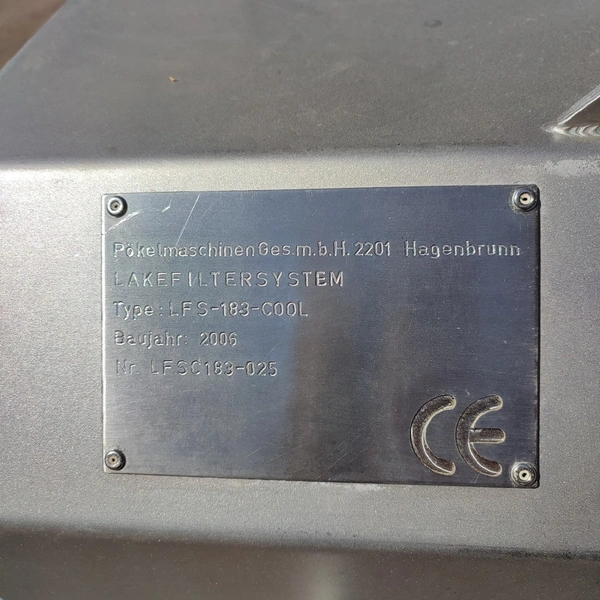 Pökelmaschinen Ges.m.b.H. 2201 Hagenbrunn
LAKEFILTERSYSTEM
Type: LFS-183-COOL
Baujahr: 2006
Nr. LFSC183-025
CE